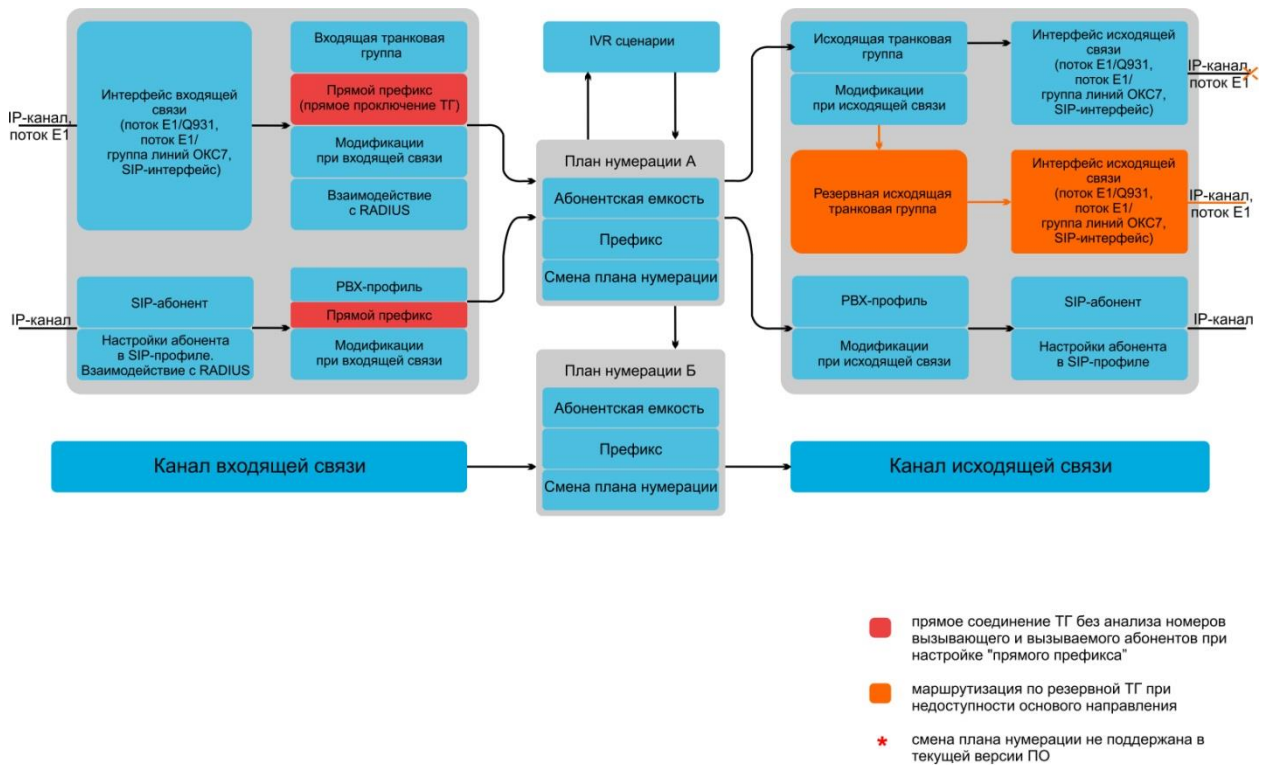 IP-канал,
поток Е1
Интерфейс входящей
связи
(поток E1/Q931,
поток E1/
группа линий ОКС7,
SIP-интерфейс)
Входящая транковая
группа
Прямой префикс
(прямое проключение ТГ)
Модификации
при входящей связи
Взаимодействие
с RADIUS
IP-канал
SIP-абонент
Настройки абонента
в SIP-профиле.
Взаимодействие с RADIUS
PBX-профиль
Прямой префикс
Модификации
при входящей связи
IVR сценарии
План нумерации А
Абонентская емкость
Префикс
Смена плана нумерации
План нумерации Б
Абонентская емкость
Префикс
Смена плана нумерации
Исходящая транковая
группа
Модификации
при исходящей связи
Интерфейс исходящей
связи
(поток E1/Q931,
поток E1/
группа линий ОКС7,
SIP-интерфейс)
IP-канал,
поток Е1
Резервная исходящая
транковая группа
Интерфейс исходящей
связи
(поток E1/Q931,
поток E1/
группа линий ОКС7,
SIP-интерфейс)
IP-канал,
поток Е1
PBX-профиль
Модификации
при исходящей связи
SIP-абонент
Настройки абонента
в SIP-профиле
IP-канал
Канал входящей связи
Канал исходящей связи
прямое соединение ТГ без анализа номеров
вызывающего и вызываемого абонентов при
настройке "прямого префикса"
маршрутизация по резервной ТГ при
недоступности основого направления
* смена плана нумерации не поддержана в
текущей версии ПО